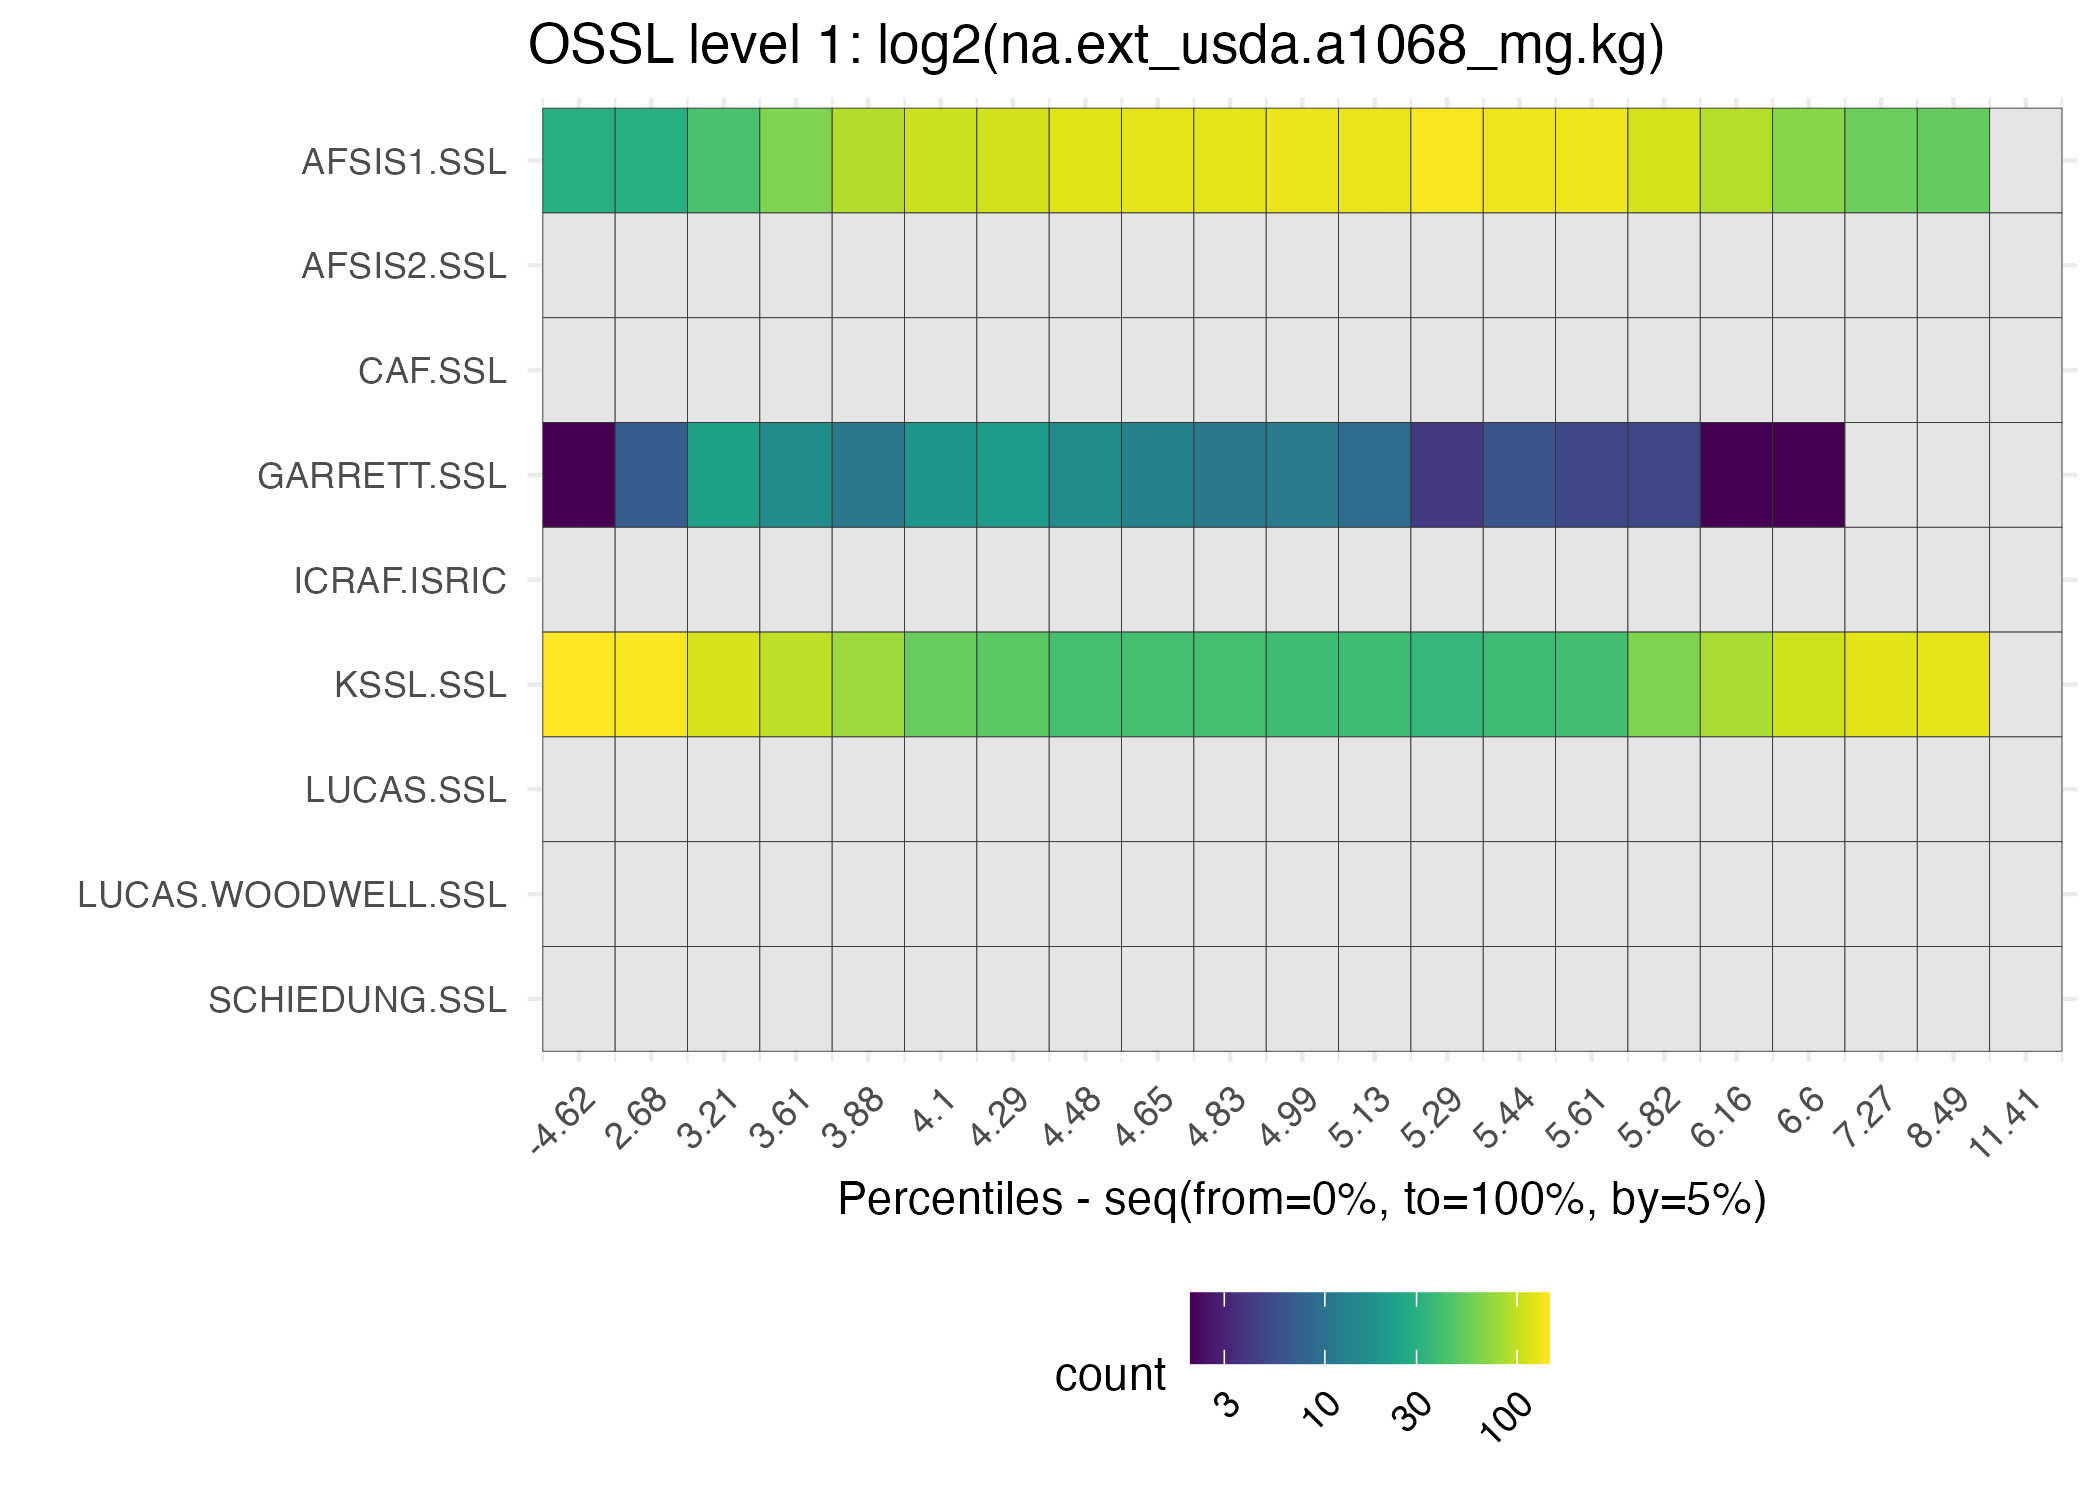 OSSL level 1: log2(na.ext_usda.a1068_mg.kg)
AFSIS1.SSL
AFSIS2.SSL
CAF.SSL
GARRETT.SSL
ICRAF.ISRIC
KSSL.SSL
LUCAS.SSL
LUCAS.WOODWELL.SSL
SCHIEDUNG.SSL
-4.62 2.68 3.21 3.61 3.88 4.1 4.29 4.48 4.65 4.83 4.99 5.13 5.29 5.44 5.61 5.82 6.16 6.6 7.27 8.49 11.41
Percentiles - seq(from=0%, to=100%, by=5%)
count
3 10 30 100